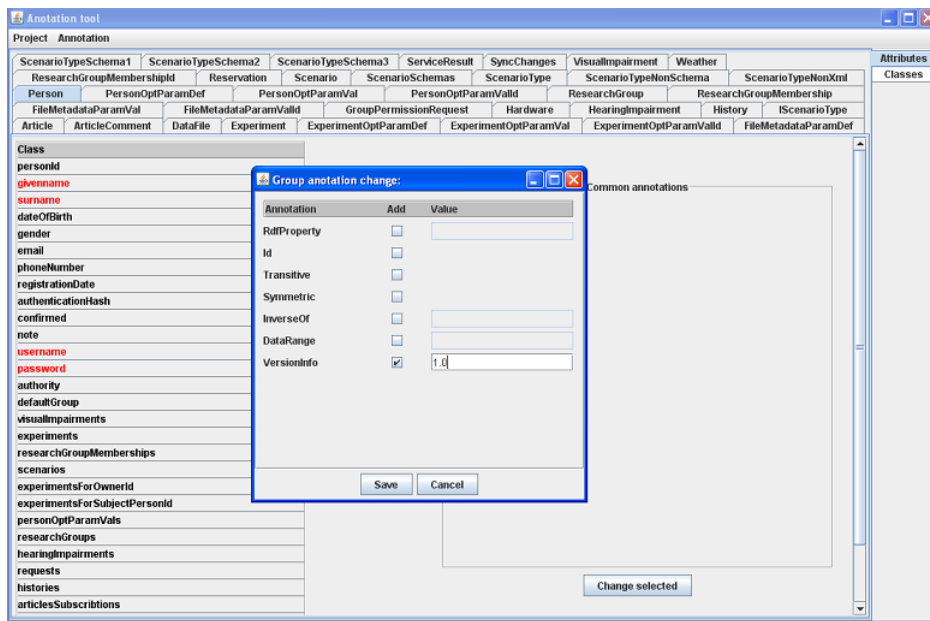 Anotation tool
Project Annotation
ScenarioTypeSchema1 ScenarioTypeSchema2 ScenarioTypeSchema3 ServiceResult SyncChanges VisualImpairment Weather
ResearchGroupMembershipId Reservation Scenario ScenarioSchemas ScenarioType ScenarioTypeNonSchema ScenarioTypeNonXml
Person PersonOptParamDef PersonOptParamVal PersonOptParamValId ResearchGroup ResearchGroupMembership
FileMetadataParamVal FileMetadataParamValId GroupPermissionRequest Hardware HearingImpairment History IScenarioType
Article ArticleComment DataFile Experiment ExperimentOptParamDef ExperimentOptParamVal ExperimentOptParamValId FileMetadataParamDef
Attributes
Classes
Class
personId
givenname
surname
dateOfBirth
gender
email
phoneNumber
registrationDate
authenticationHash
confirmed
note
username
password
authority
defaultGroup
visualImpairments
experiments
researchGroupMemberships
scenarios
experimentsForOwnerId
experimentsForSubjectPersonId
personOptParamVals
researchGroups
hearingImpairments
requests
histories
articlesSubscribtions
Group anotation change:
Annotation Add Value
RdfProperty
Id
Transitive
Symmetric
InverseOf
DataRange
VersionInfo 1.0
Save Cancel
Common annotations
Change selected